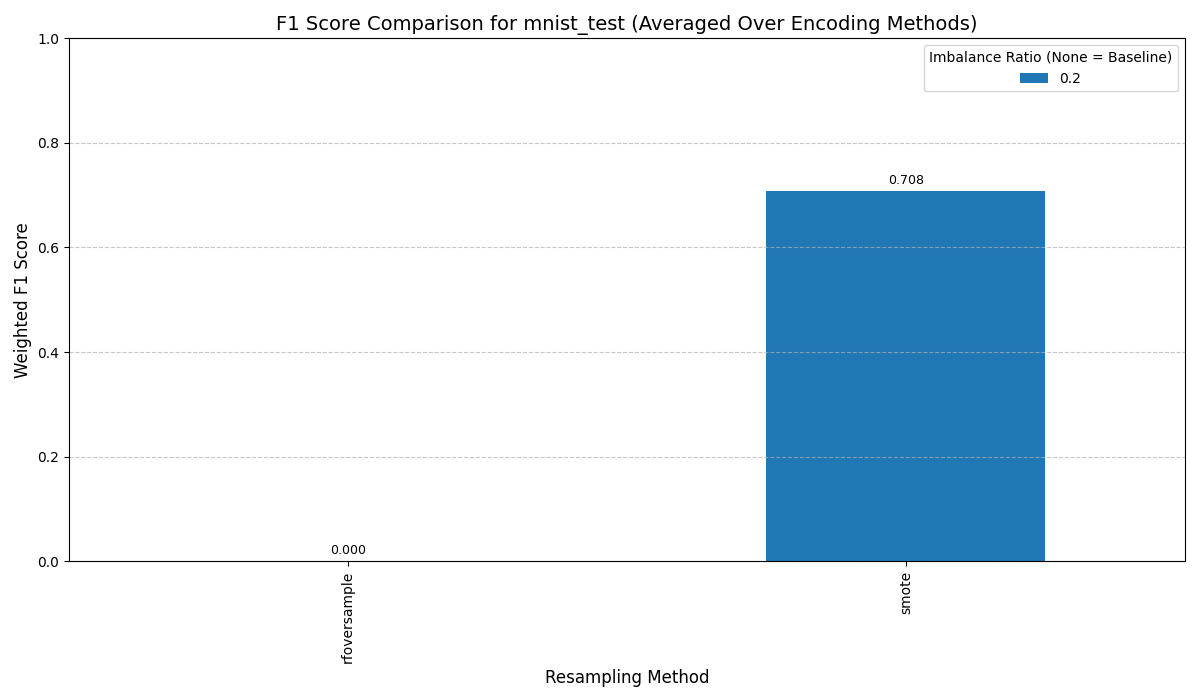 F1 Score Comparison for mnist_test (Averaged Over Encoding Methods)
Imbalance Ratio (None = Baseline)
0.2
Weighted F1 Score
1.0
0.8
0.6
0.4
0.2
0.0
0.000
0.708
rfoversample
smote
Resampling Method